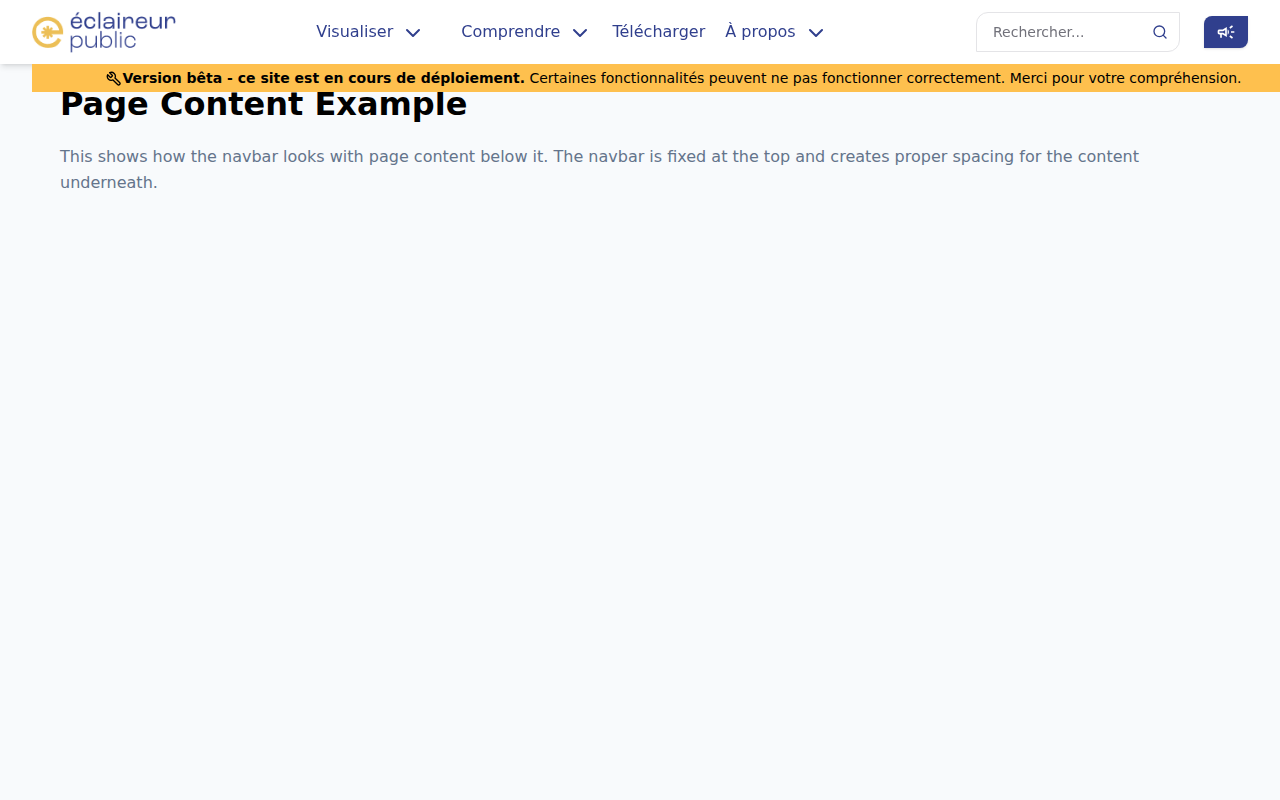 éclaireur
public
Visualiser
Comprendre
Télécharger
À propos
Rechercher...
Version bêta - ce site est en cours de déploiement. Certaines fonctionnalités peuvent ne pas fonctionner correctement. Merci pour votre compréhension.
Page Content Example
This shows how the navbar looks with page content below it. The navbar is fixed at the top and creates proper spacing for the content
underneath.